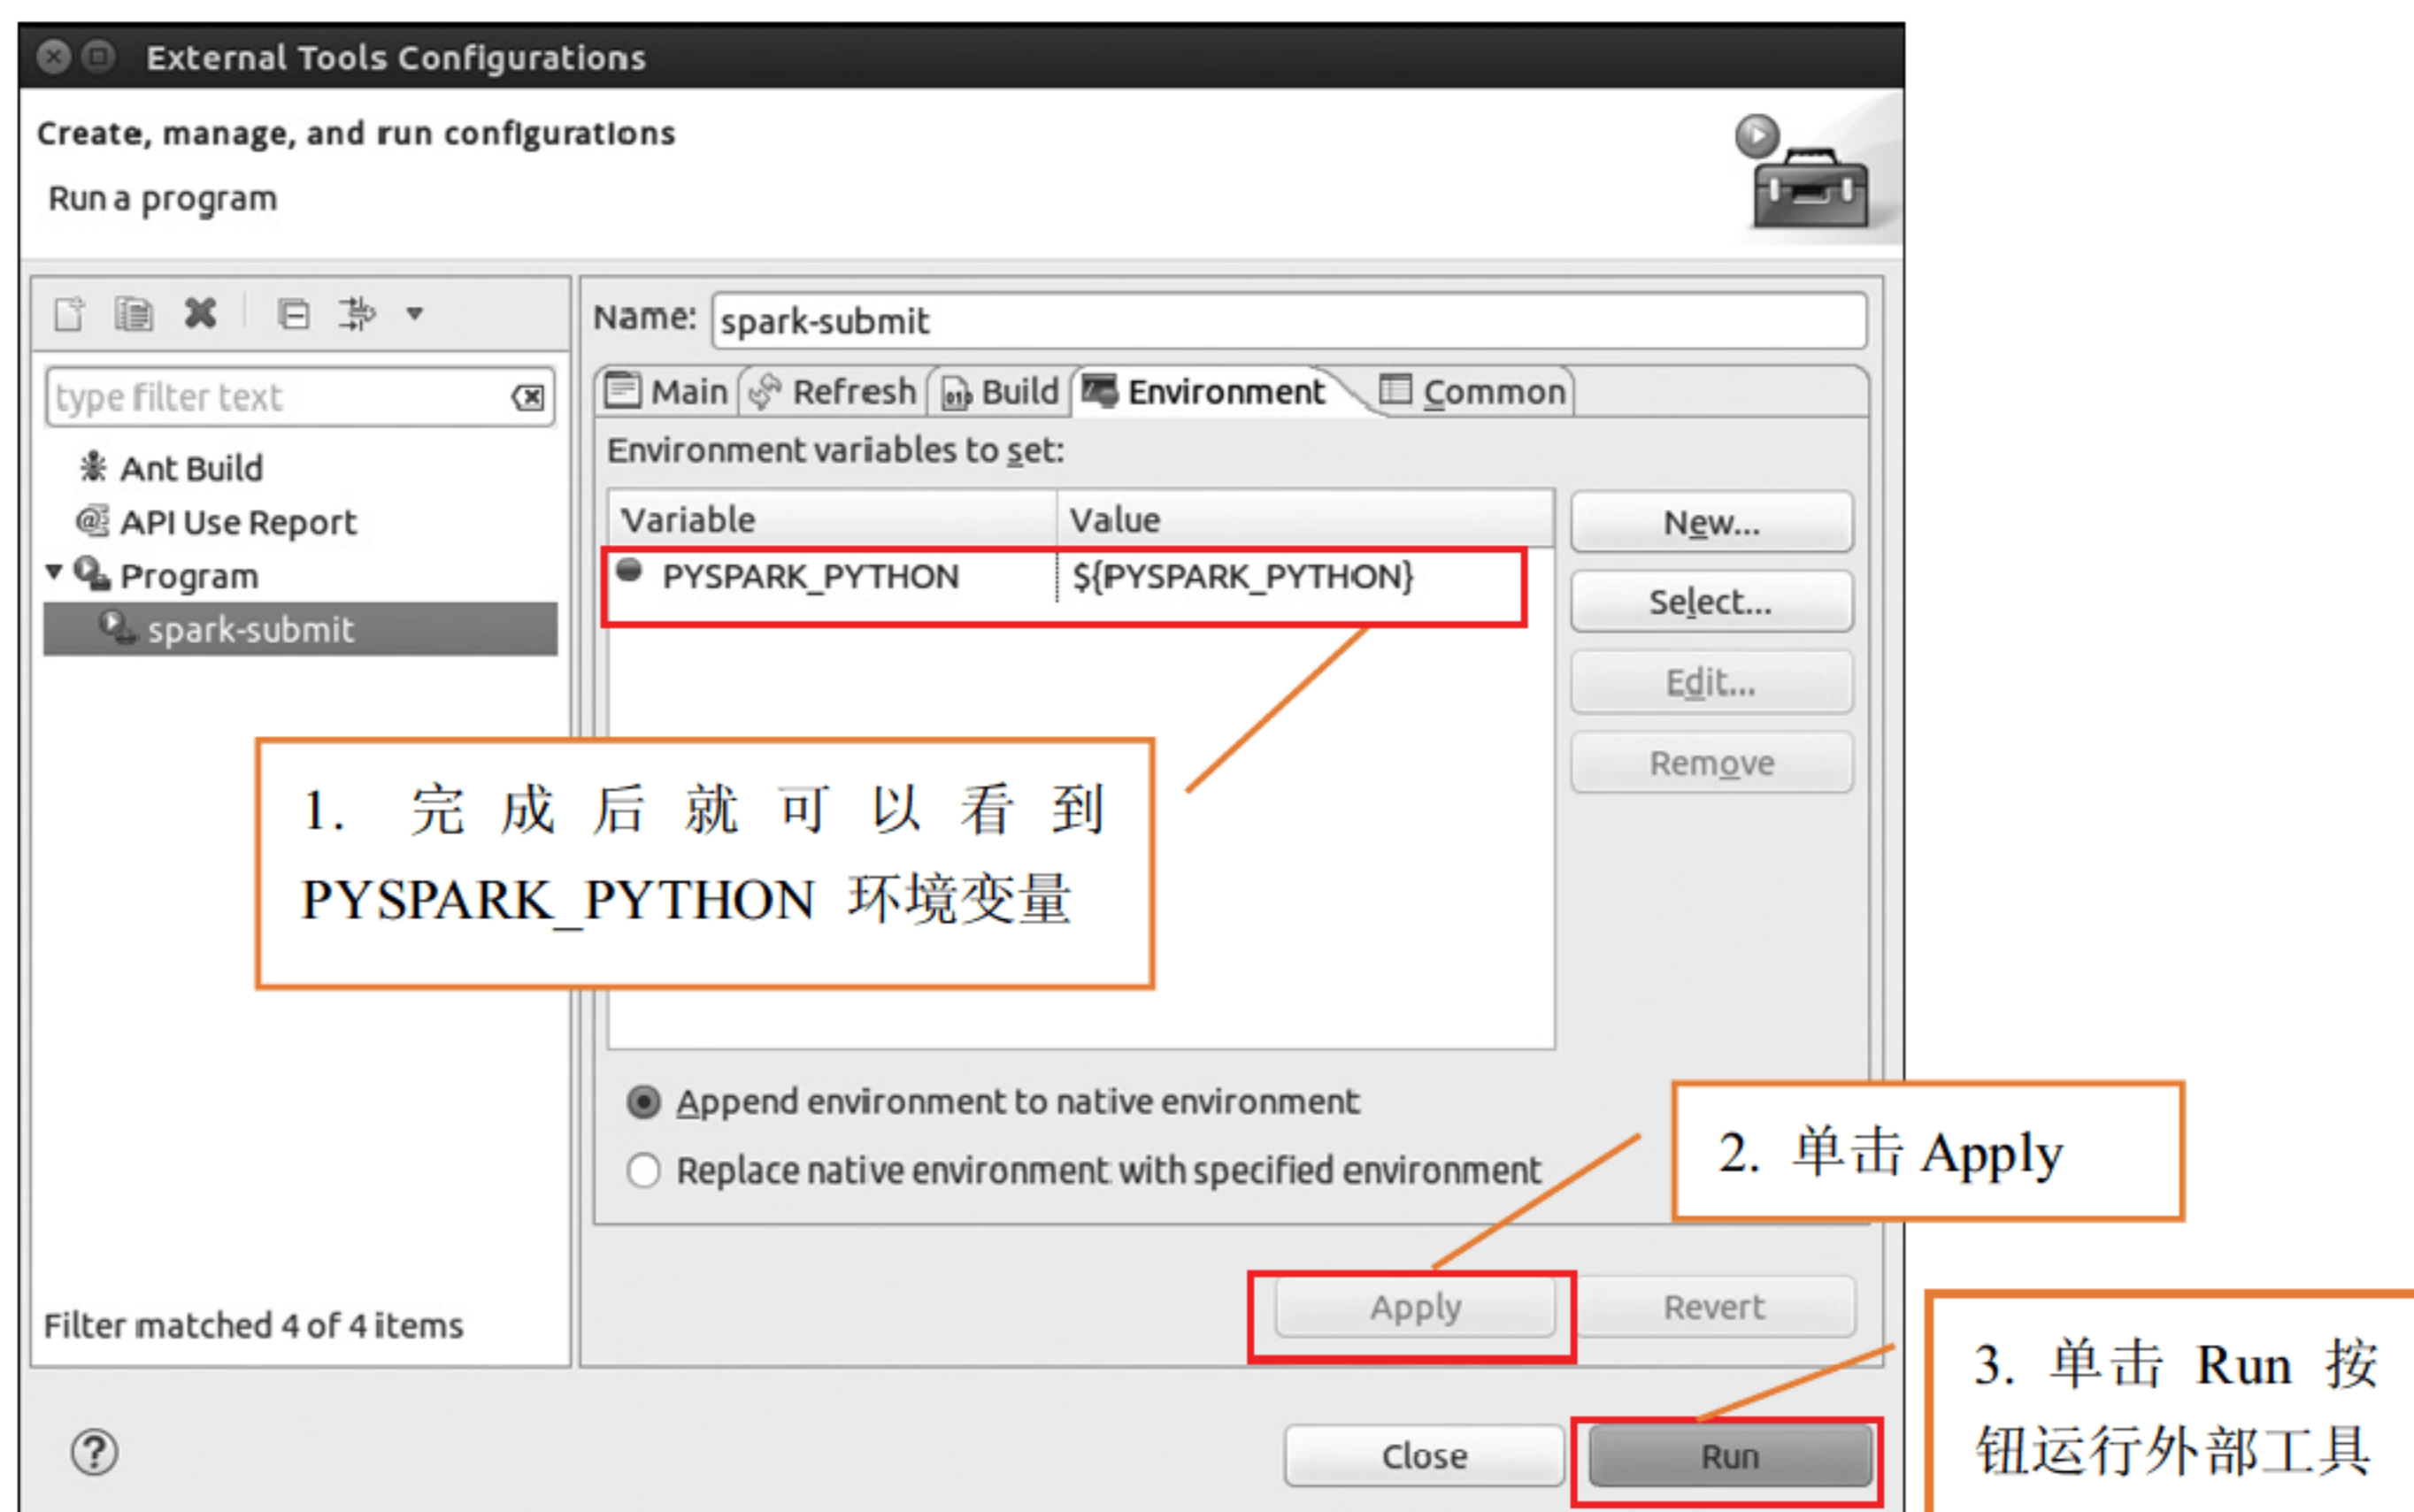 External Tools Configurations
Create, manage, and run configurations
Run a program
Name: spark-submit
type filter text
Main Refresh Build Environment Common
Environment variables to set:
Ant Build
API Use Report
Program
spark-submit
Variable Value
PYSPARK_PYTHON ${PYSPARK_PYTHON}
New...
Select...
Edit...
Remove
1. 完成后就可以看到
PYSPARK_PYTHON 环境变量
Append environment to native environment
Replace native environment with specified environment
2. 单击 Apply
Apply Revert
Filter matched 4 of 4 items
3. 单击 Run 按
钮运行外部工具
Close Run